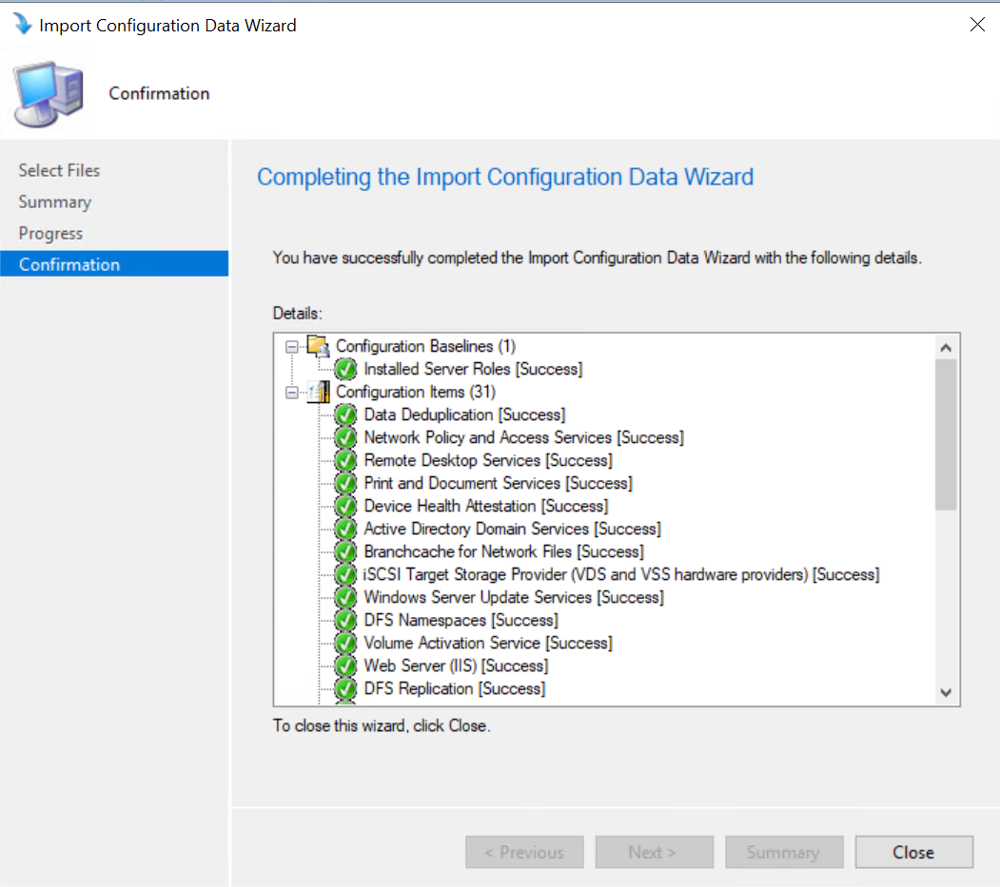 Import Configuration Data Wizard
Confirmation
Select Files
Summary
Progress
Confirmation
Completing the Import Configuration Data Wizard
You have successfully completed the Import Configuration Data Wizard with the following details.
Details:
Configuration Baselines (1)
Installed Server Roles [Success]
Configuration Items (31)
Data Deduplication [Success]
Network Policy and Access Services [Success]
Remote Desktop Services [Success]
Print and Document Services [Success]
Device Health Attestation [Success]
Active Directory Domain Services [Success]
Branchcache for Network Files [Success]
iSCSI Target Storage Provider (VDS and VSS hardware providers) [Success]
Windows Server Update Services [Success]
DFS Namespaces [Success]
Volume Activation Service [Success]
Web Server (IIS) [Success]
DFS Replication [Success]
To close this wizard, click Close.
< Previous
Next >
Summary
Close